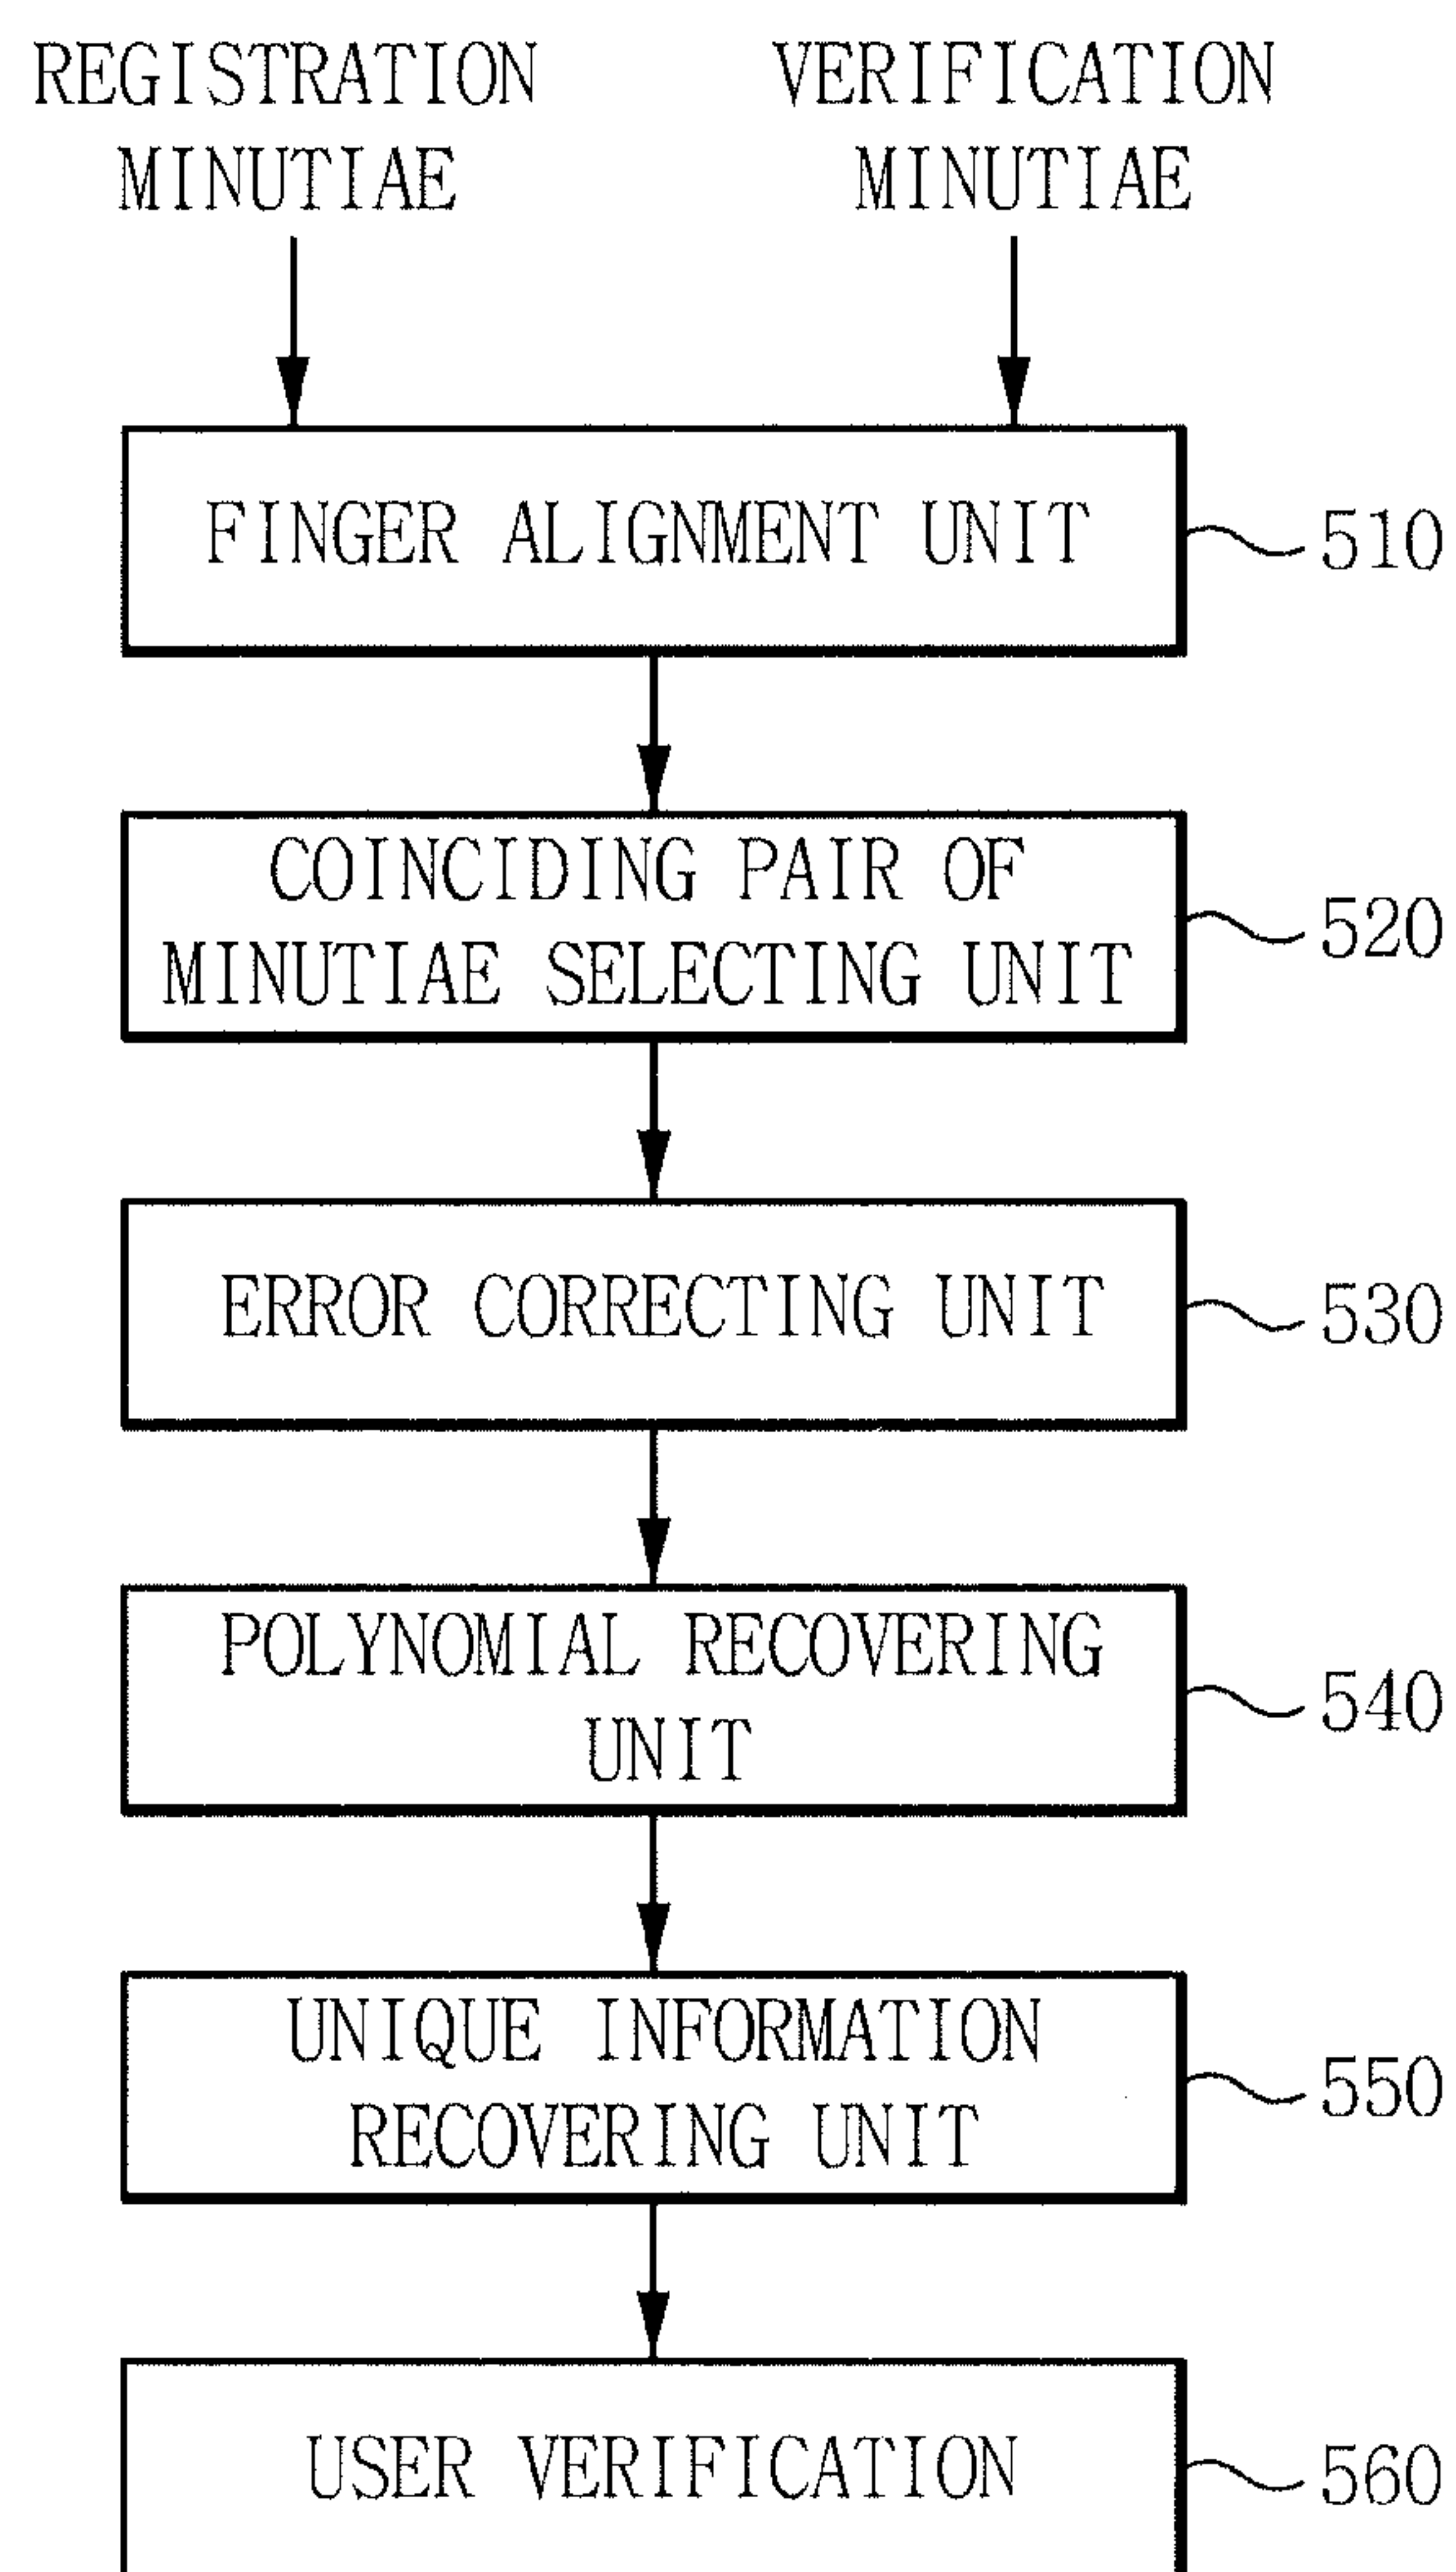 REGISTRATION VERIFICATION
MINUTIAE MINUTIAE
FINGER ALIGNMENT UNIT 510
COINCIDING PAIR OF
MINUTIAE SELECTING UNIT 520
ERROR CORRECTING UNIT 530
POLYNOMIAL RECOVERING
UNIT 540
UNIQUE INFORMATION
RECOVERING UNIT 550
USER VERIFICATION 560